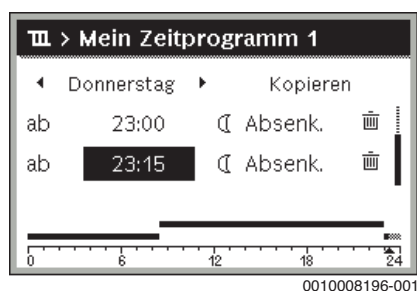 III > Mein Zeitprogramm 1
Donnerstag Kopieren
ab 23:00 Absenk.
ab 23:15 Absenk.
0 6 12 18 24
0010008196-001